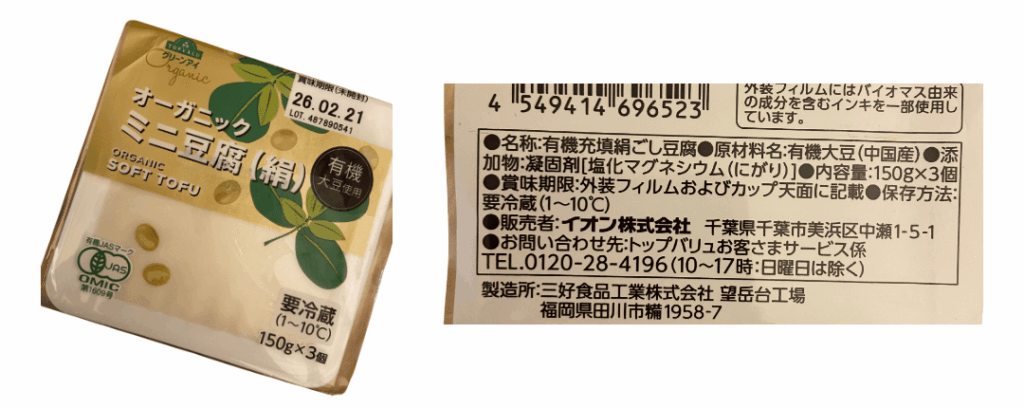 TOPVALU
グリーンアイ
Organic
賞味期限(未開封)
26.02.21
LOT. 487890541
オーガニック
ミニ豆腐(絹)
ORGANIC
SOFT TOFU
有機
大豆使用
有機JASマーク
JAS
OMIC
第1609号
要冷蔵
(1~10℃)
150g×3個
4 549414 696523
外装フィルムにはバイオマス由来
の成分を含むインキを一部使用し
ています。
●名称:有機充填絹ごし豆腐●原材料名:有機大豆(中国産)●添
加物:凝固剤[塩化マグネシウム(にがり)]●内容量:150g×3個
●賞味期限:外装フィルムおよびカップ天面に記載●保存方法:
要冷蔵(1~10℃)
●販売者:イオン株式会社 千葉県千葉市美浜区中瀬1-5-1
●お問い合わせ先:トップバリュお客さまサービス係
TEL.0120-28-4196(10~17時:日曜日は除く)
製造所:三好食品工業株式会社 望岳台工場
福岡県田川市糒1958-7